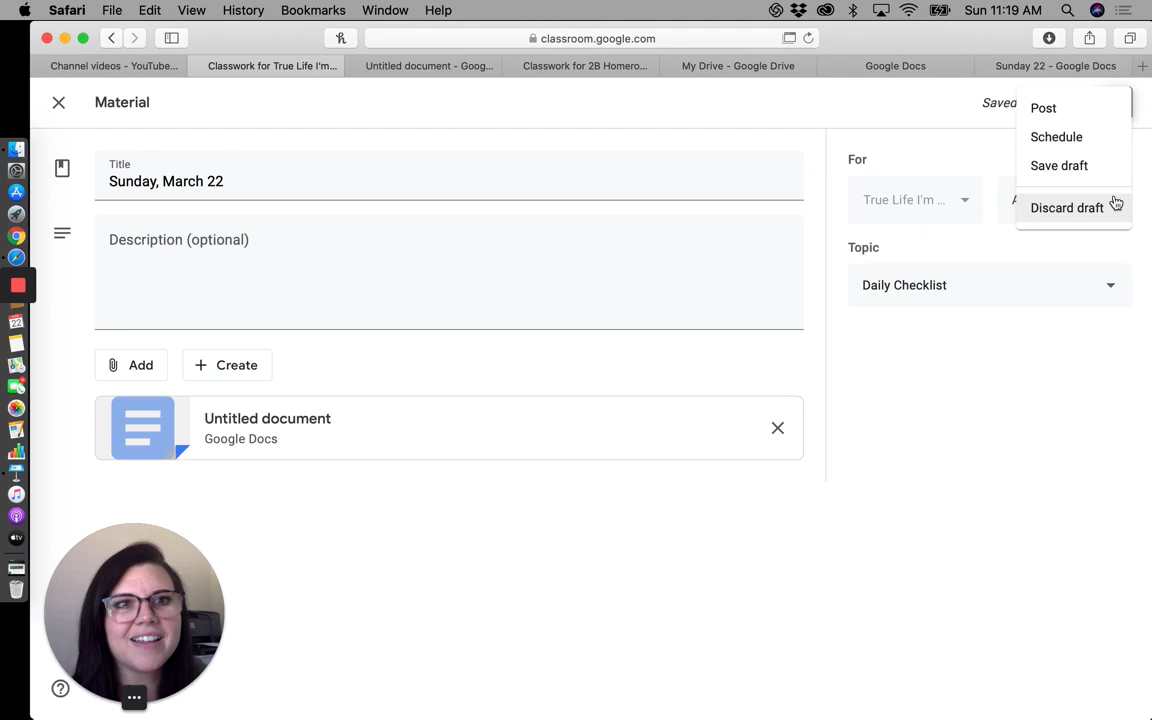 Safari File Edit View History Bookmarks Window Help Sun 11:19 AM
classroom.google.com
Channel videos - YouTube... Classwork for True Life I'm... Untitled document - Goog... Classwork for 2B Homero... My Drive - Google Drive Google Docs Sunday 22 - Google Docs
Material Saved
Post
Schedule
Save draft
Discard draft
Title
Sunday, March 22
Description (optional)
For
True Life I'm ...
Topic
Daily Checklist
Add Create
Untitled document
Google Docs